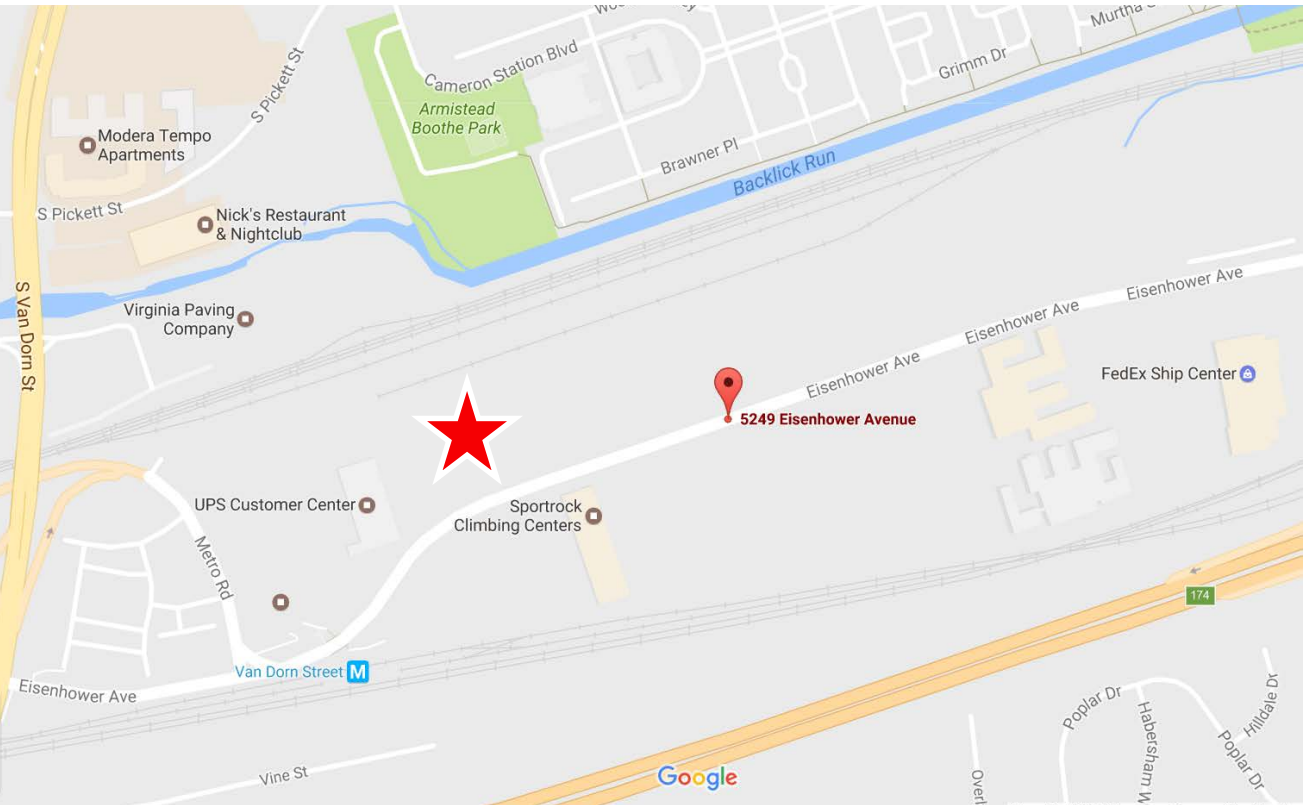 Murtha
Cameron Station Blvd
Grimm Dr
S Pickett St
Armistead
Boothe Park
Modera Tempo
Apartments
Brawner Pl
Backlick Run
S Pickett St
Nick's Restaurant
& Nightclub
S Van Dorn St
Virginia Paving
Company
Eisenhower Ave
Eisenhower Ave
Eisenhower Ave
FedEx Ship Center
5249 Eisenhower Avenue
UPS Customer Center
Sportrock
Climbing Centers
Metro Rd
174
Van Dorn Street M
Eisenhower Ave
Poplar Dr
Habersham W
Hilldale Dr
Poplar Dr
Vine St
Google